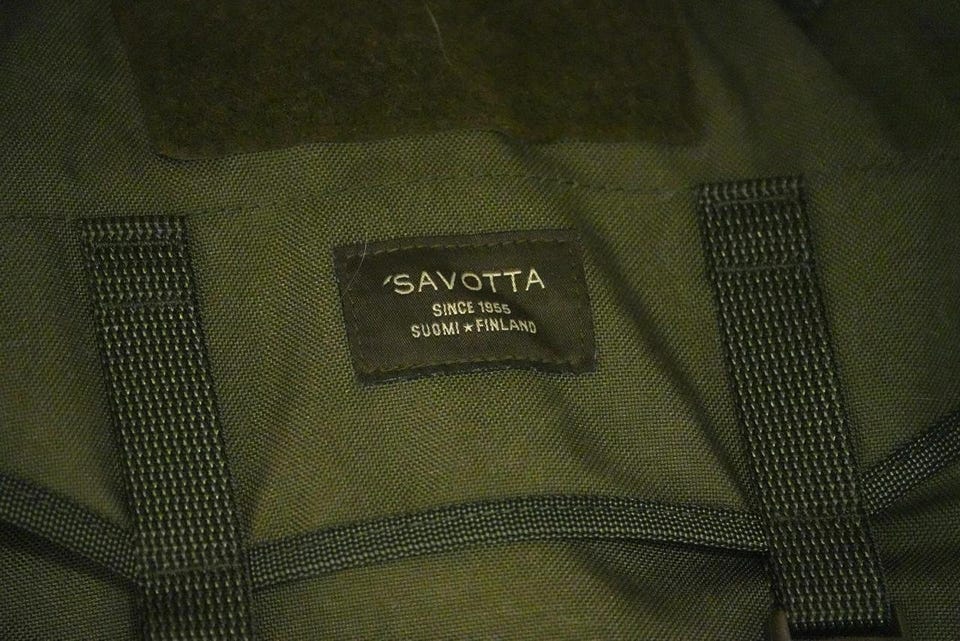 'SAVOTTA
SINCE 1955
SUOMI★FINLAND